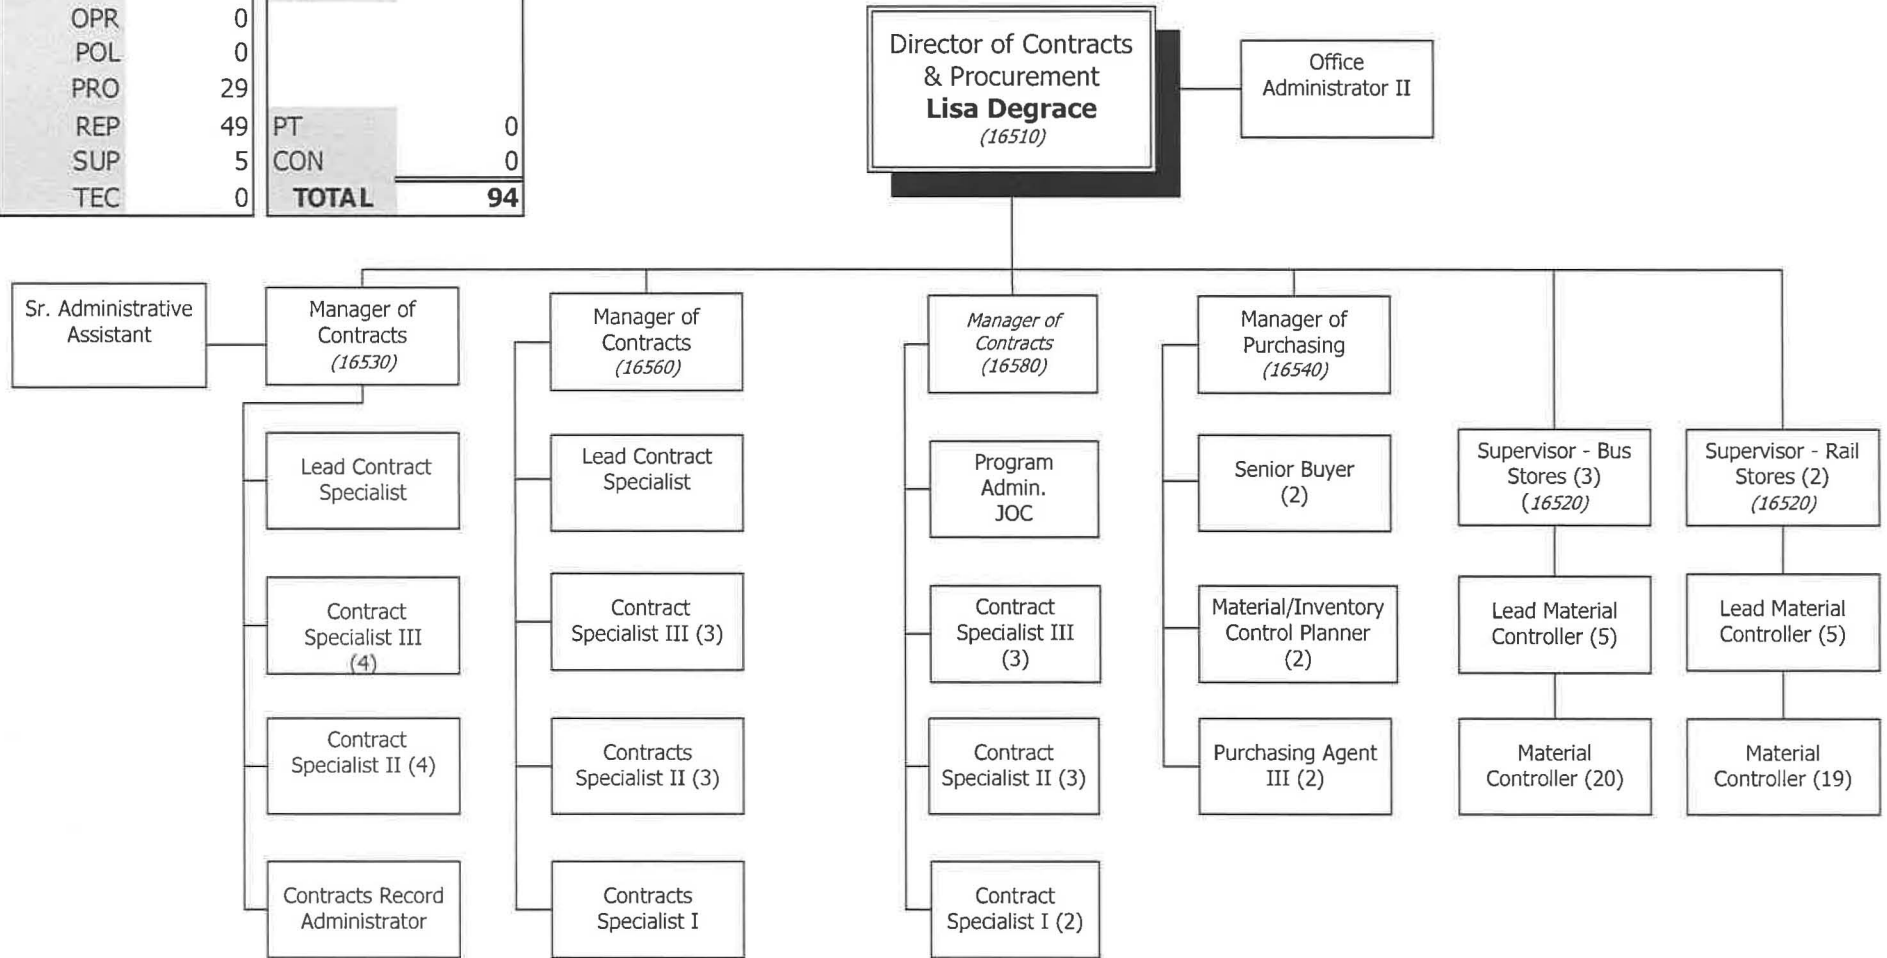 OPR 0
POL 0
PRO 29
REP 49
SUP 5
TEC 0
PT 0
CON 0
TOTAL 94
Director of Contracts
& Procurement
Lisa Degrace
(16510)
Office
Administrator II
Sr. Administrative
Assistant
Manager of
Contracts
(16530)
Lead Contract
Specialist
Contract
Specialist III
(4)
Contract
Specialist II (4)
Contracts Record
Administrator
Manager of
Contracts
(16560)
Lead Contract
Specialist
Contract
Specialist III (3)
Contracts
Specialist II (3)
Contracts
Specialist I
Manager of
Contracts
(16580)
Program
Admin.
JOC
Contract
Specialist III
(3)
Contract
Specialist II (3)
Contract
Specialist I (2)
Manager of
Purchasing
(16540)
Senior Buyer
(2)
Material/Inventory
Control Planner
(2)
Purchasing Agent
III (2)
Supervisor - Bus
Stores (3)
(16520)
Lead Material
Controller (5)
Material
Controller (20)
Supervisor - Rail
Stores (2)
(16520)
Lead Material
Controller (5)
Material
Controller (19)